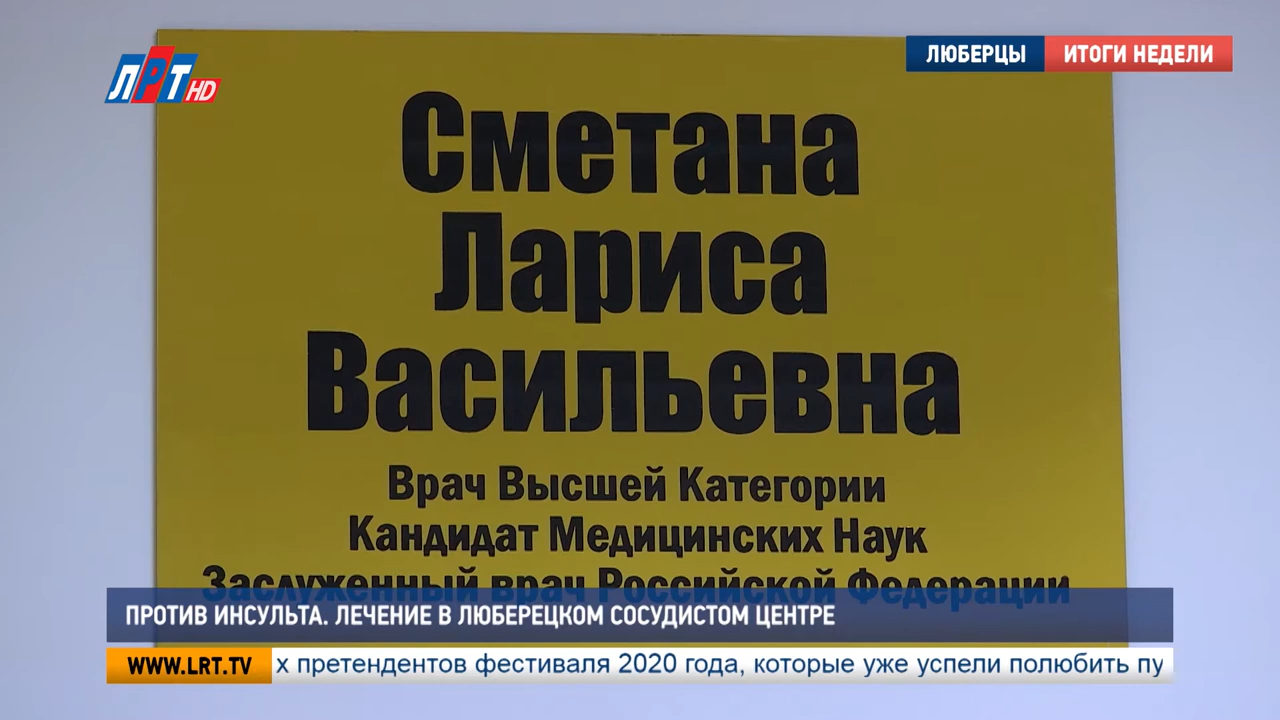 ЛРТ HD
ЛЮБЕРЦЫ ИТОГИ НЕДЕЛИ
Сметана
Лариса
Васильевна
Врач Высшей Категории
Кандидат Медицинских Наук
Заслуженный врач Российской Федерации
ПРОТИВ ИНСУЛЬТА. ЛЕЧЕНИЕ В ЛЮБЕРЕЦКОМ СОСУДИСТОМ ЦЕНТРЕ
WWW.LRT.TV х претендентов фестиваля 2020 года, которые уже успели полюбить пу